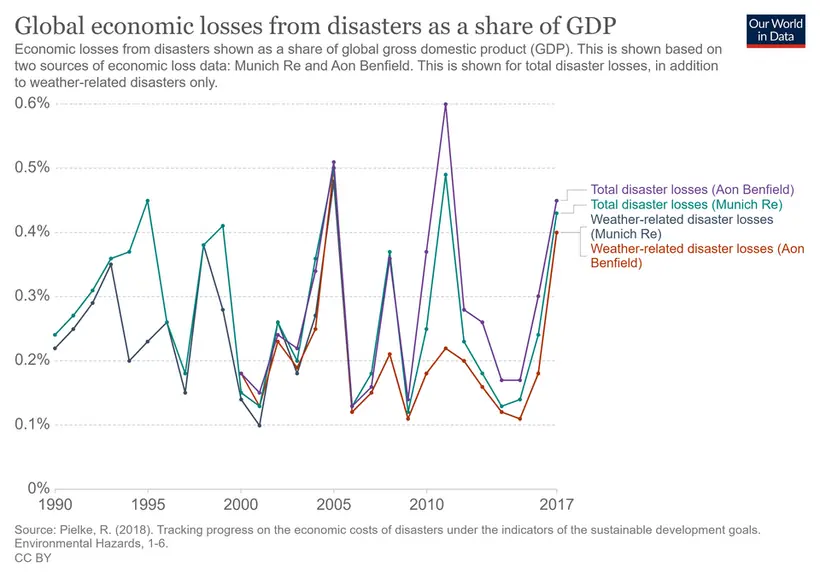 Global economic losses from disasters as a share of GDP
Our World
in Data
Economic losses from disasters shown as a share of global gross domestic product (GDP). This is shown based on
two sources of economic loss data: Munich Re and Aon Benfield. This is shown for total disaster losses, in addition
to weather-related disasters only.
0.6%
0.5%
0.4%
0.3%
0.2%
0.1%
0%
Total disaster losses (Aon Benfield)
Total disaster losses (Munich Re)
Weather-related disaster losses
(Munich Re)
Weather-related disaster losses (Aon
Benfield)
1990
1995
2000
2005
2010
2017
Source: Pielke, R. (2018). Tracking progress on the economic costs of disasters under the indicators of the sustainable development goals.
Environmental Hazards, 1-6.
CC BY